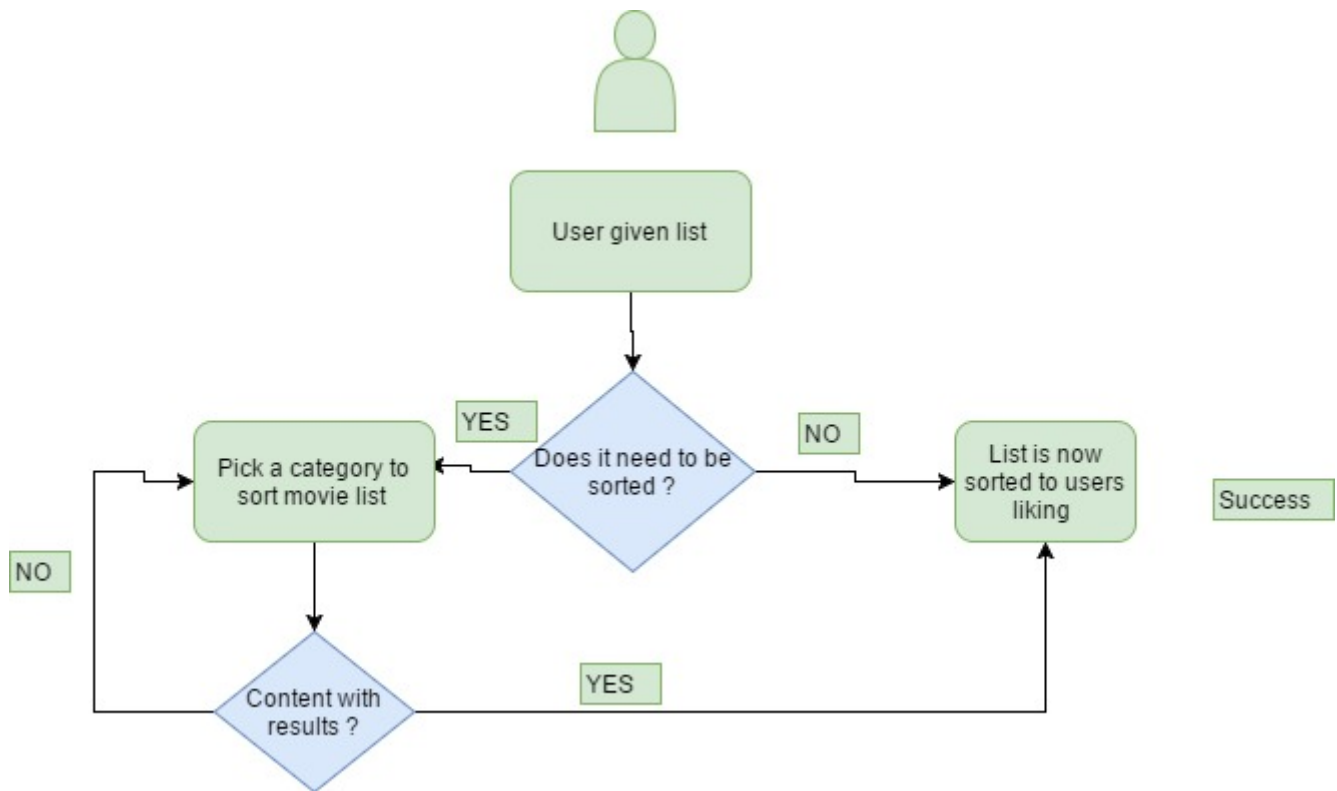 User given list
YES
Does it need to be
sorted ?
NO
Pick a category to
sort movie list
List is now
sorted to users
liking
Success
NO
Content with
results ?
YES